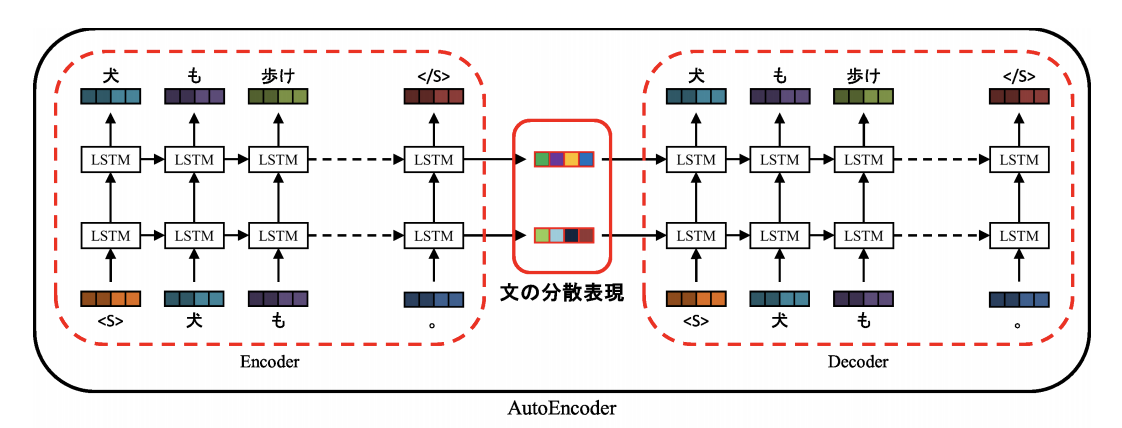 犬 も 歩け </S>
LSTM LSTM LSTM LSTM
LSTM LSTM LSTM LSTM
<S> 犬 も 。
Encoder
文の分散表現
犬 も 歩け </S>
LSTM LSTM LSTM LSTM
LSTM LSTM LSTM LSTM
<S> 犬 も 。
Decoder
AutoEncoder